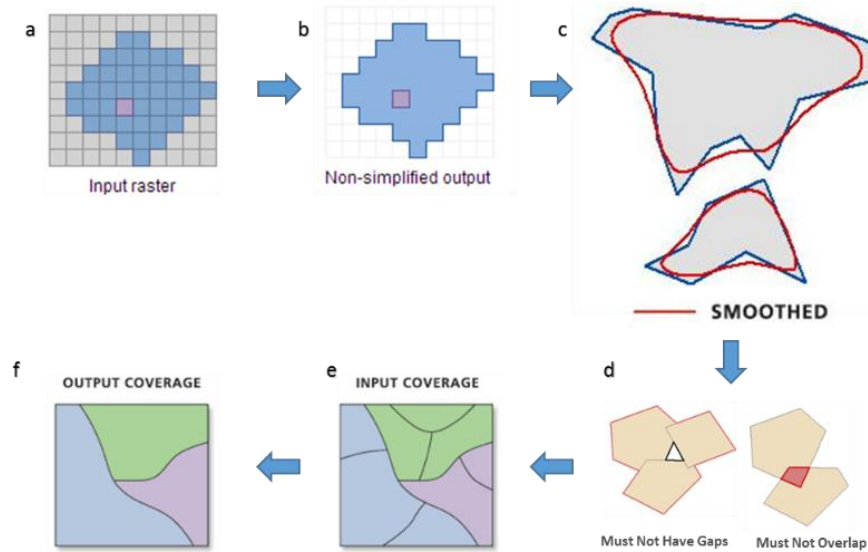 a
b
c
Input raster
Non-simplified output
SMOOTHED
f
e
d
OUTPUT COVERAGE
INPUT COVERAGE
Must Not Have Gaps
Must Not Overlap